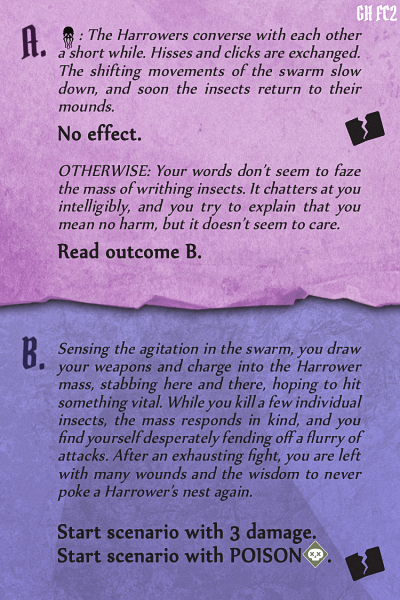 GH FC2
A. : The Harrowers converse with each other
a short while. Hisses and clicks are exchanged.
The shifting movements of the swarm slow
down, and soon the insects return to their
mounds.
No effect.
OTHERWISE: Your words don't seem to faze
the mass of writhing insects. It chatters at you
intelligibly, and you try to explain that you
mean no harm, but it doesn't seem to care.
Read outcome B.
B. Sensing the agitation in the swarm, you draw
your weapons and charge into the Harrower
mass, stabbing here and there, hoping to hit
something vital. While you kill a few individual
insects, the mass responds in kind, and you
find yourself desperately fending off a flurry of
attacks. After an exhausting fight, you are left
with many wounds and the wisdom to never
poke a Harrower's nest again.
Start scenario with 3 damage.
Start scenario with POISON.